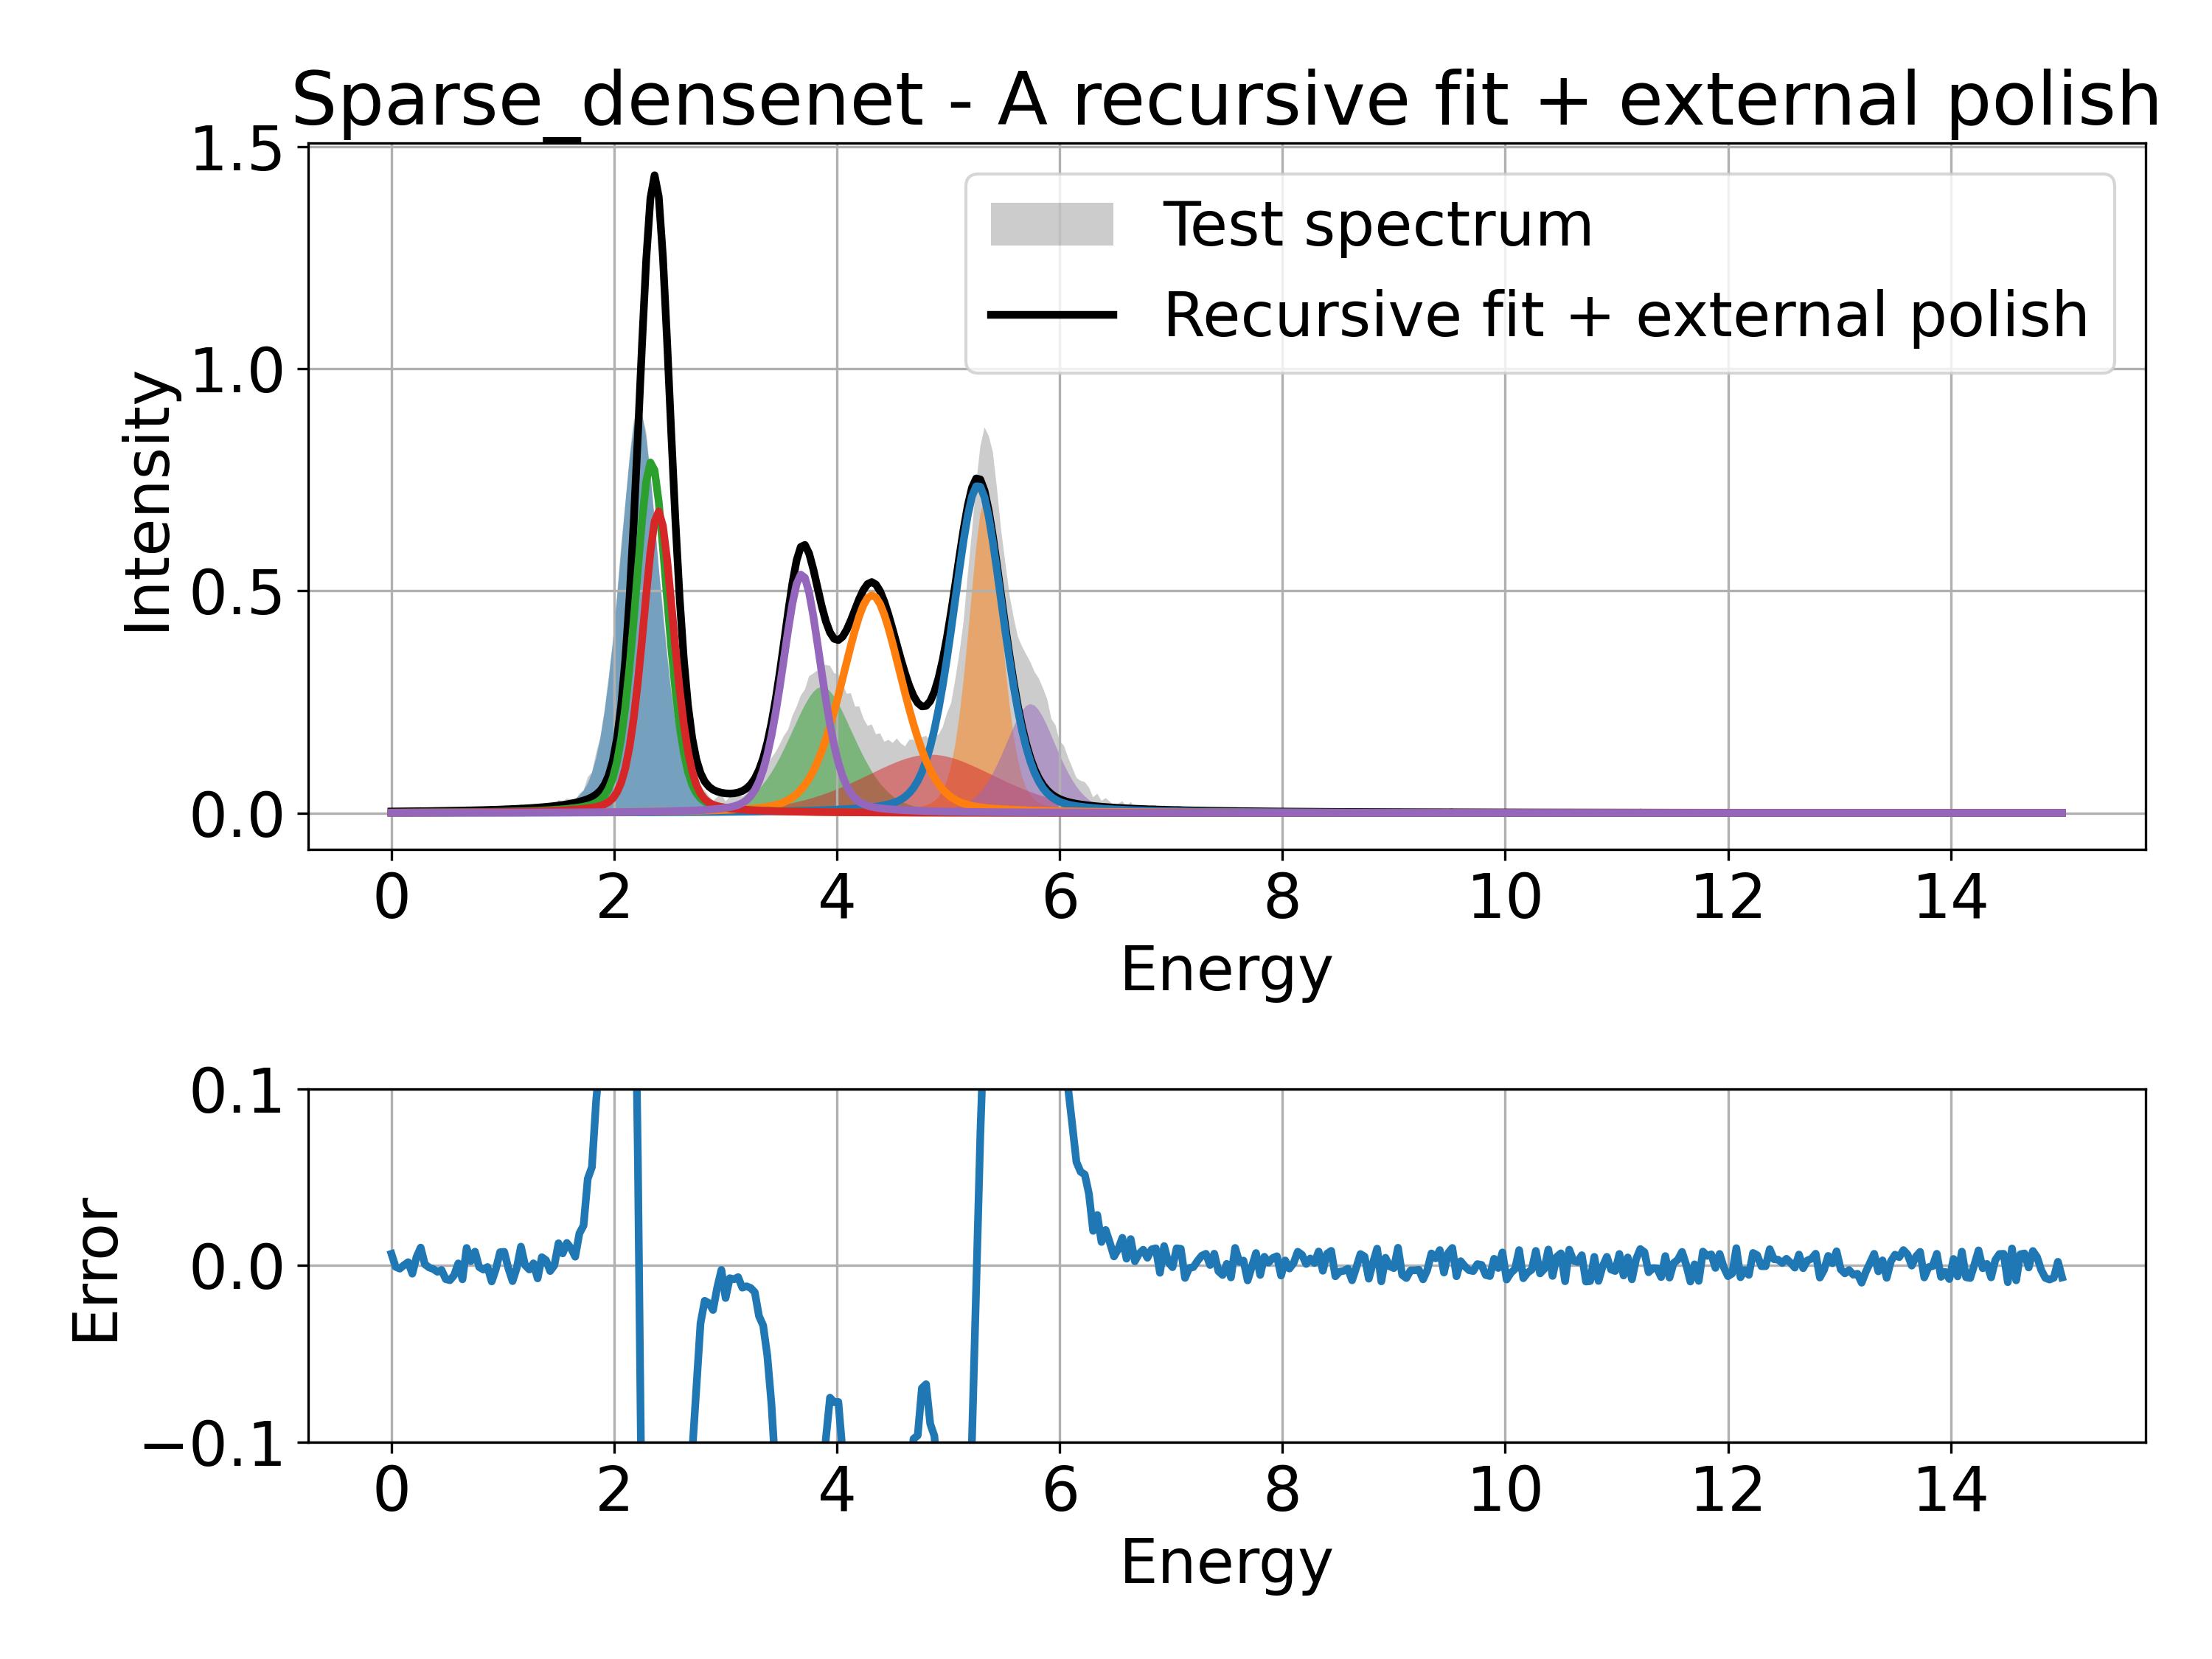 Sparse_densenet - A recursive fit + external polish
1.5
1.0
0.5
0.0
Intensity
Test spectrum
Recursive fit + external polish
0 2 4 6 8 10 12 14
Energy
0.1
0.0
−0.1
Error
0 2 4 6 8 10 12 14
Energy